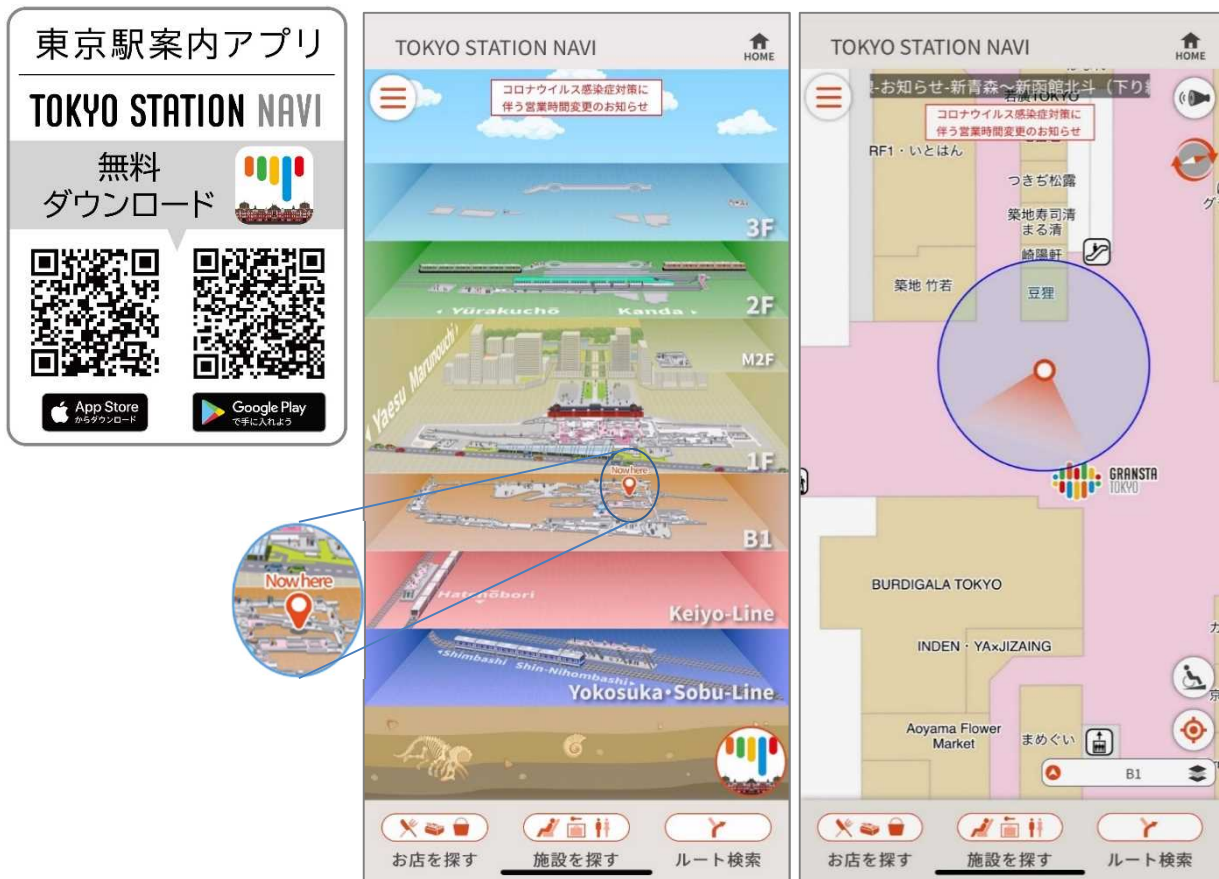 東京駅案内アプリ
TOKYO STATION NAVI
無料
ダウンロード
App Store
からダウンロード
Google Play
で手に入れよう
TOKYO STATION NAVI
HOME
コロナウイルス感染症対策に
伴う営業時間変更のお知らせ
3F
2F
Yūrakuchō
Kanda
M2F
Yaesu
Marunouchi
1F
Now here
B1
Hatchōbori
Keiyo-Line
Shimbashi
Shin-Nihombashi
Yokosuka・Sobu-Line
お店を探す
施設を探す
ルート検索
Now here
TOKYO STATION NAVI
HOME
-お知らせ-新青森～新函館北斗（下り
コロナウイルス感染症対策に
伴う営業時間変更のお知らせ
RF1・いとはん
つきぢ松露
築地寿司清
まる清
崎陽軒
築地 竹若
豆狸
GRANSTA
TOKYO
BURDIGALA TOKYO
INDEN・YA×JIZAING
Aoyama Flower
Market
まめぐい
B1
お店を探す
施設を探す
ルート検索